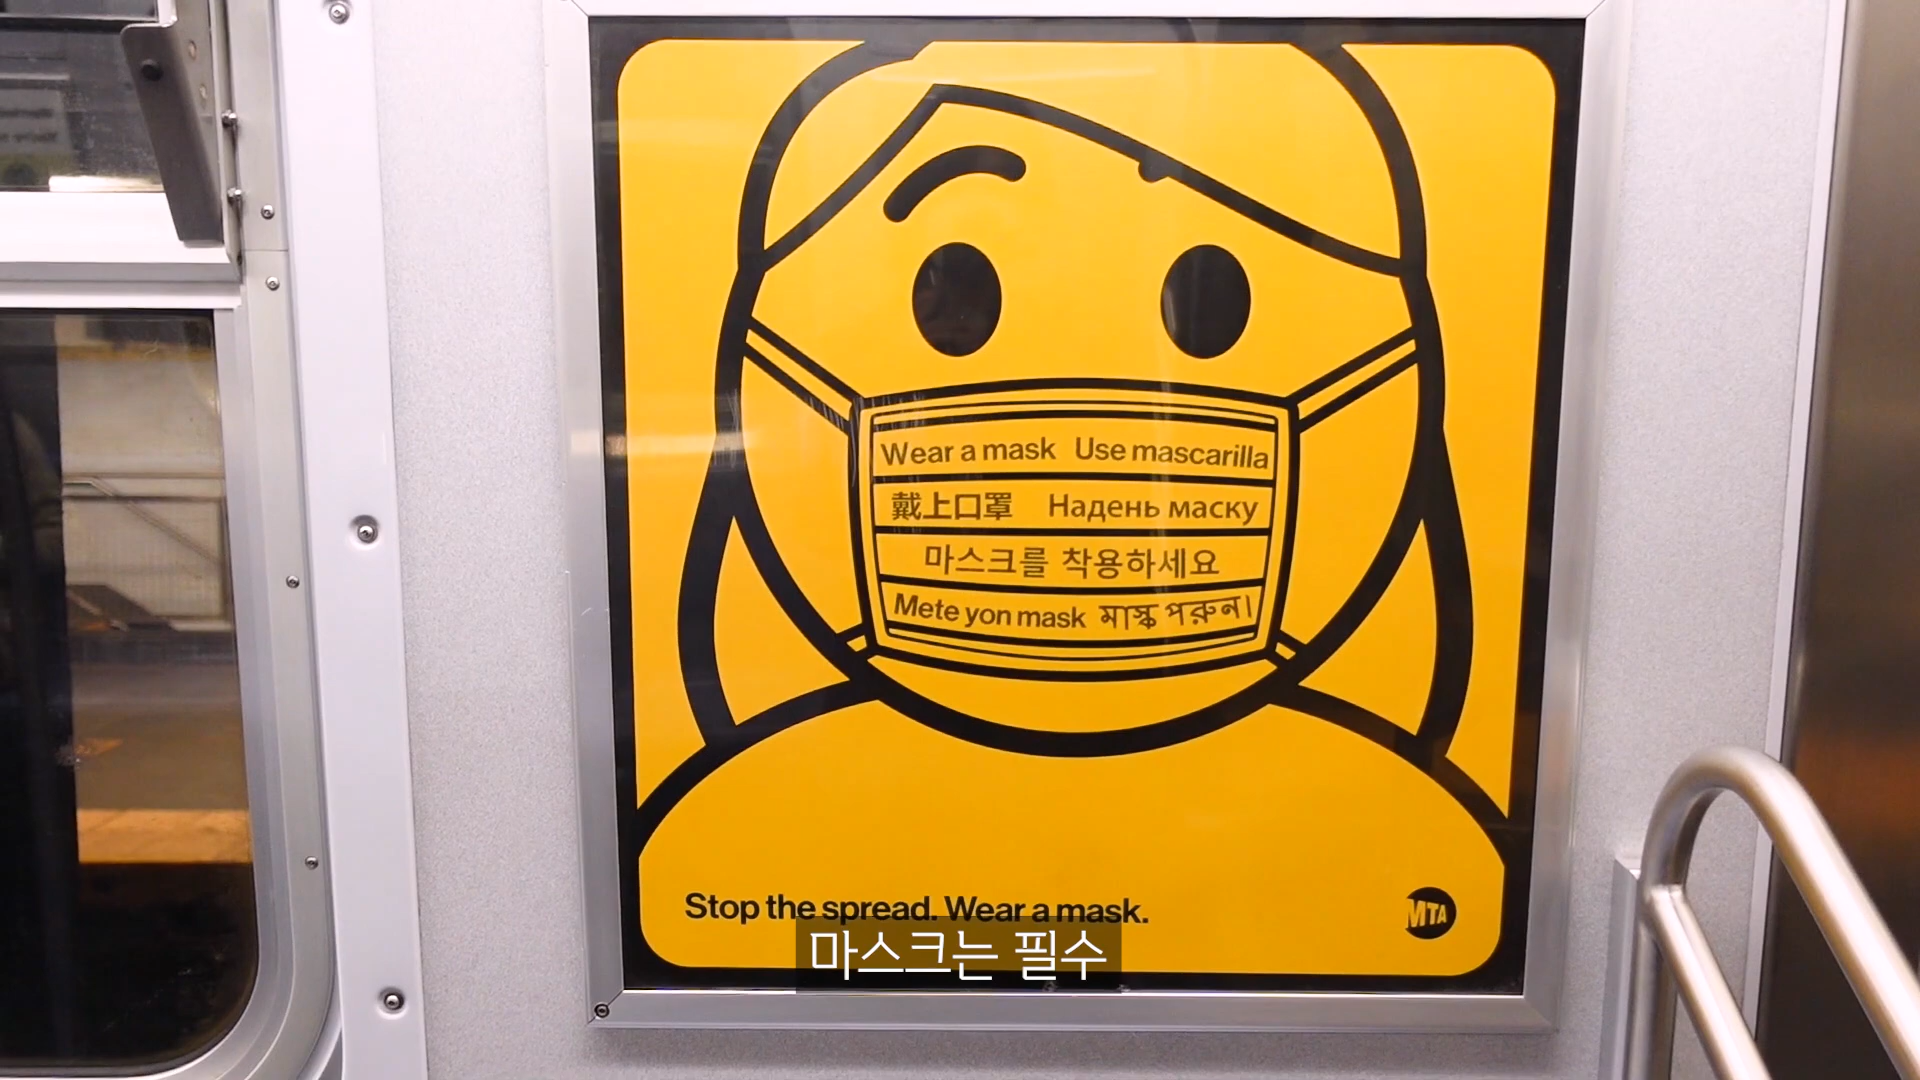 Wear a mask Use mascarilla
戴上口罩 Надень маску
마스크를 착용하세요
Mete yon mask মাস্ক পরুন।
Stop the spread. Wear a mask.
MTA
마스크는 필수